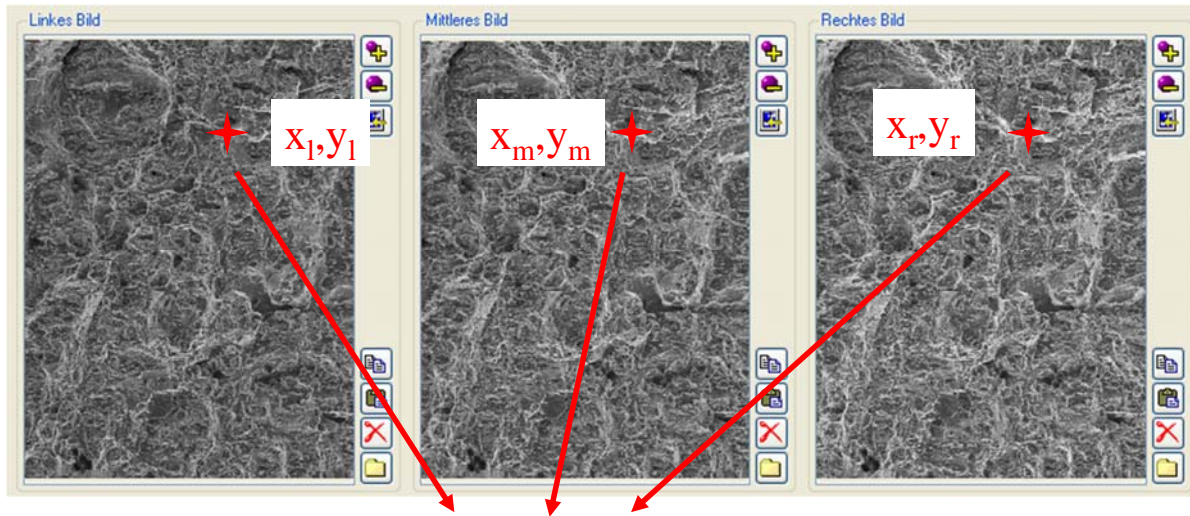 Linkes Bild
Mittleres Bild
Rechtes Bild
xₗ,yₗ
xₘ,yₘ
xᵣ,yᵣ